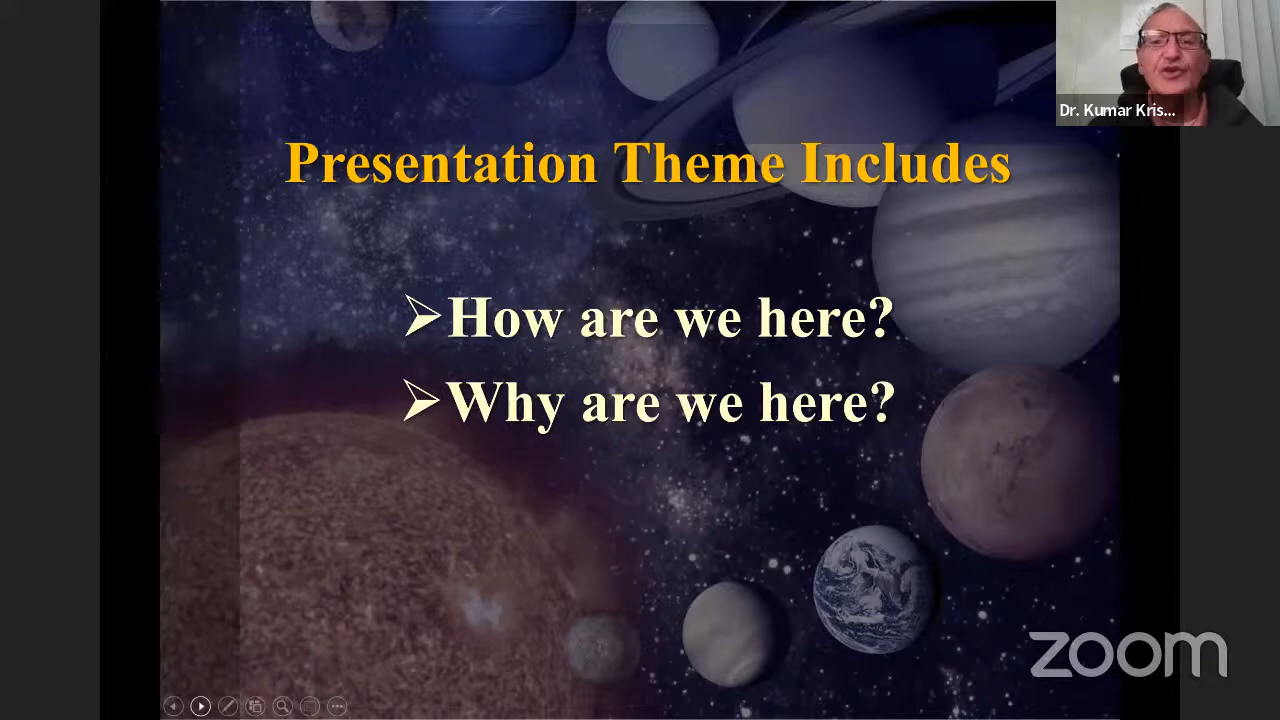 Dr. Kumar Kris...
Presentation Theme Includes
➢How are we here?
➢Why are we here?
zoom